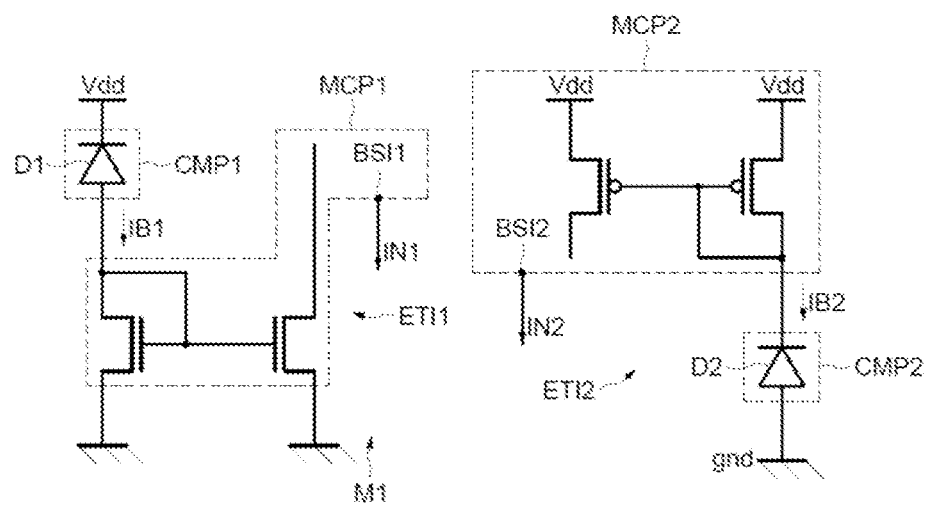 MCP2
Vdd
MCP1
Vdd
Vdd
D1
CMP1
BSI1
IB1
BSI2
IN1
IB2
ETI1
IN2
D2
CMP2
ETI2
gnd
M1